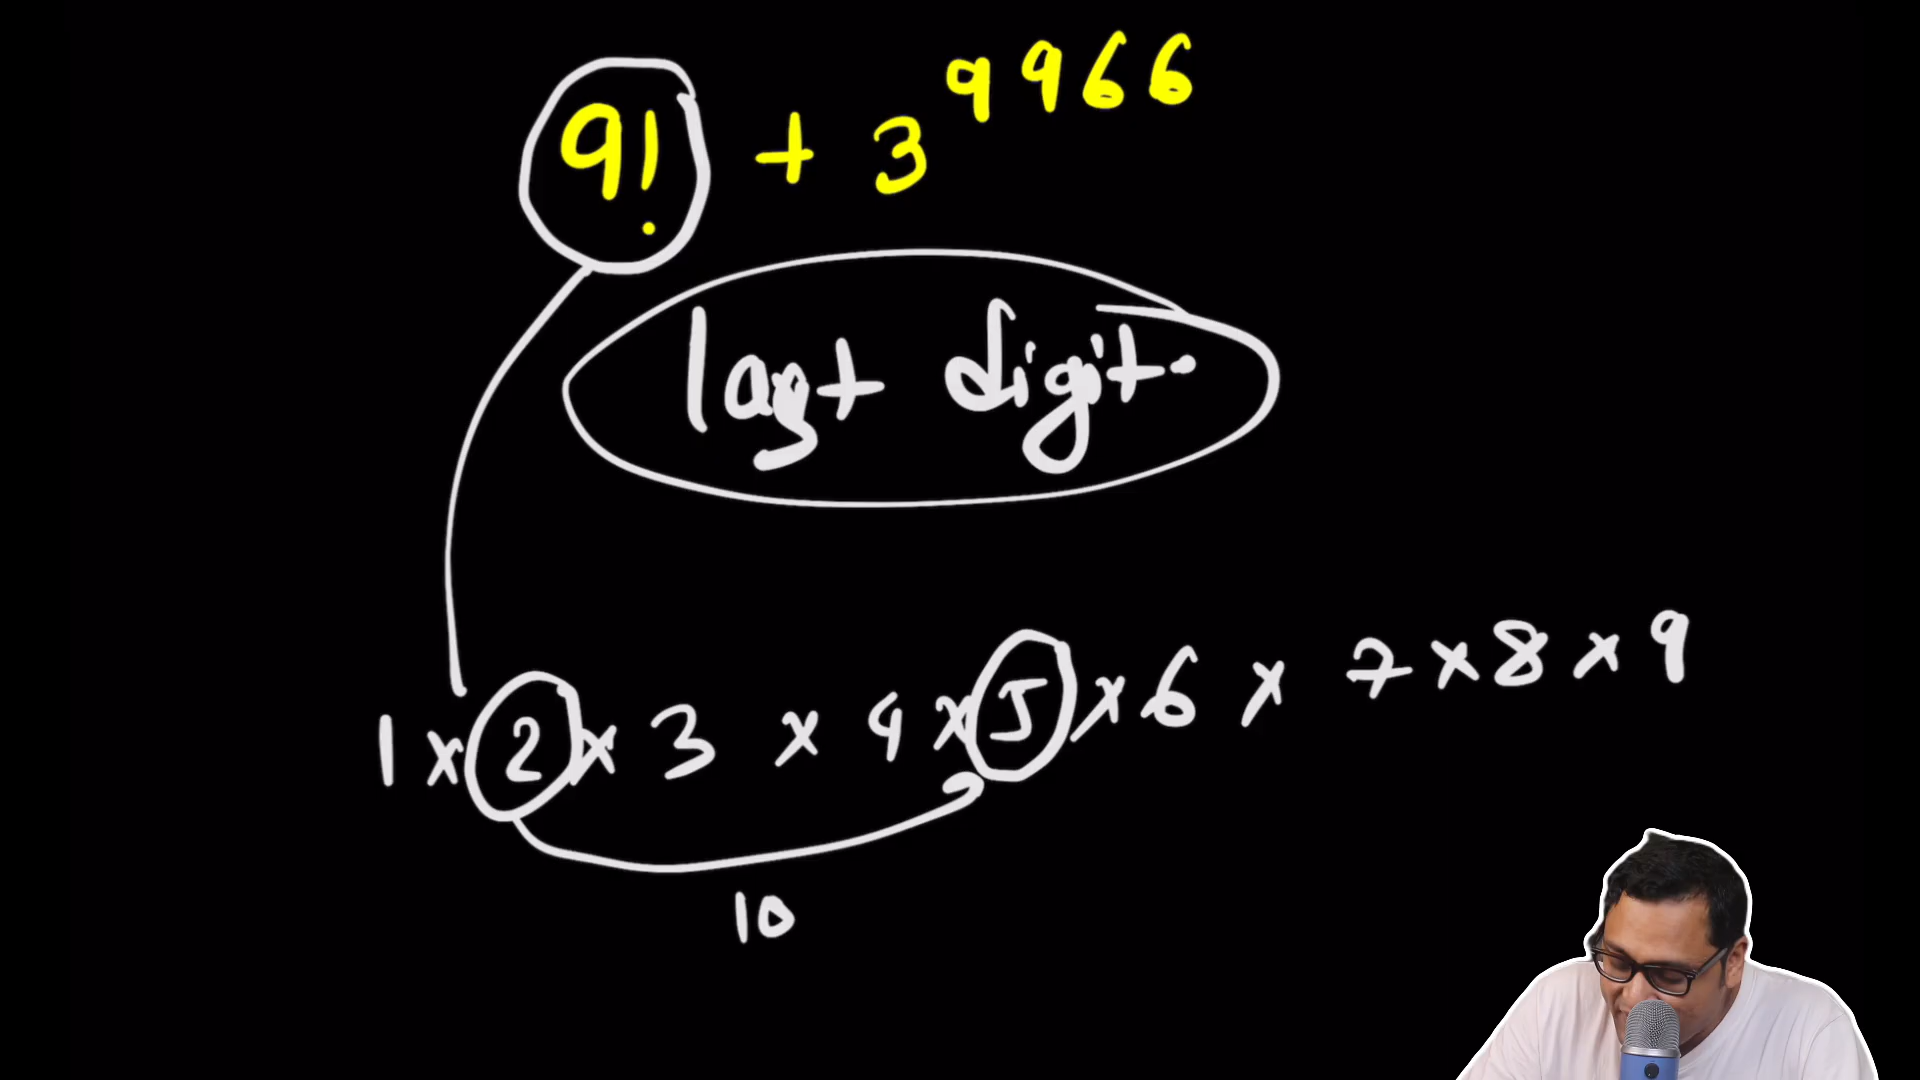 9! + 3^9966
last digit.
1 x 2 x 3 x 4 x 5 x 6 x 7 x 8 x 9
10